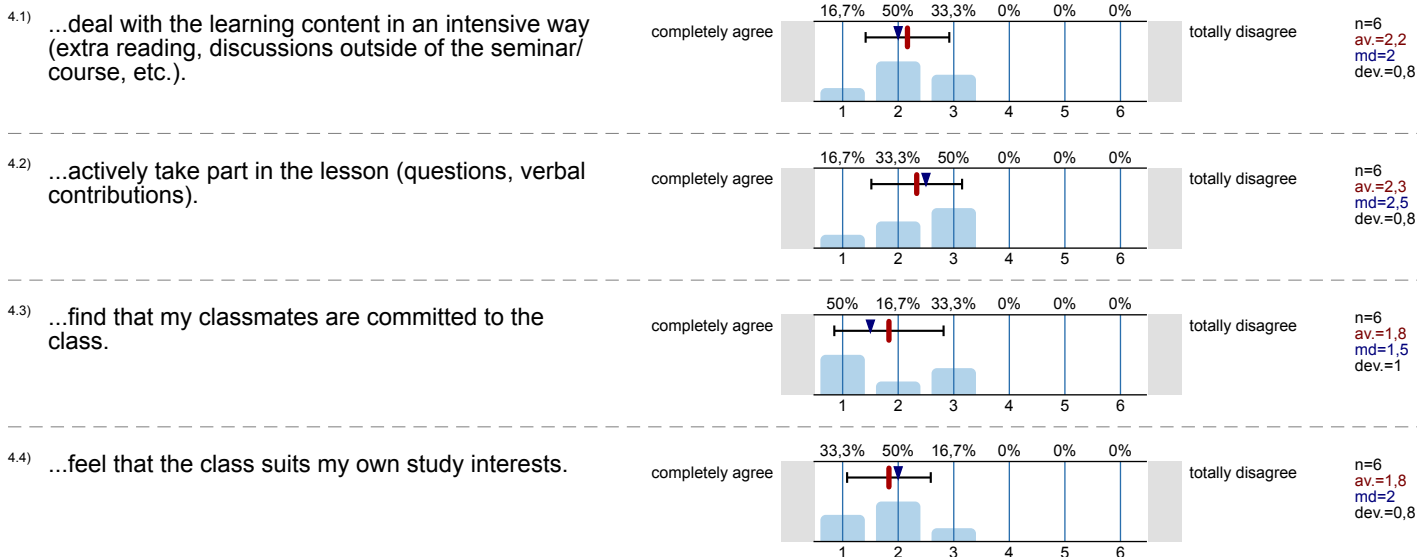 4.1) ...deal with the learning content in an intensive way
(extra reading, discussions outside of the seminar/
course, etc.).
completely agree
16,7% 50% 33,3% 0% 0% 0%
1 2 3 4 5 6
totally disagree
n=6
av.=2,2
md=2
dev.=0,8
4.2) ...actively take part in the lesson (questions, verbal
contributions).
completely agree
16,7% 33,3% 50% 0% 0% 0%
1 2 3 4 5 6
totally disagree
n=6
av.=2,3
md=2,5
dev.=0,8
4.3) ...find that my classmates are committed to the
class.
completely agree
50% 16,7% 33,3% 0% 0% 0%
1 2 3 4 5 6
totally disagree
n=6
av.=1,8
md=1,5
dev.=1
4.4) ...feel that the class suits my own study interests.
completely agree
33,3% 50% 16,7% 0% 0% 0%
1 2 3 4 5 6
totally disagree
n=6
av.=1,8
md=2
dev.=0,8